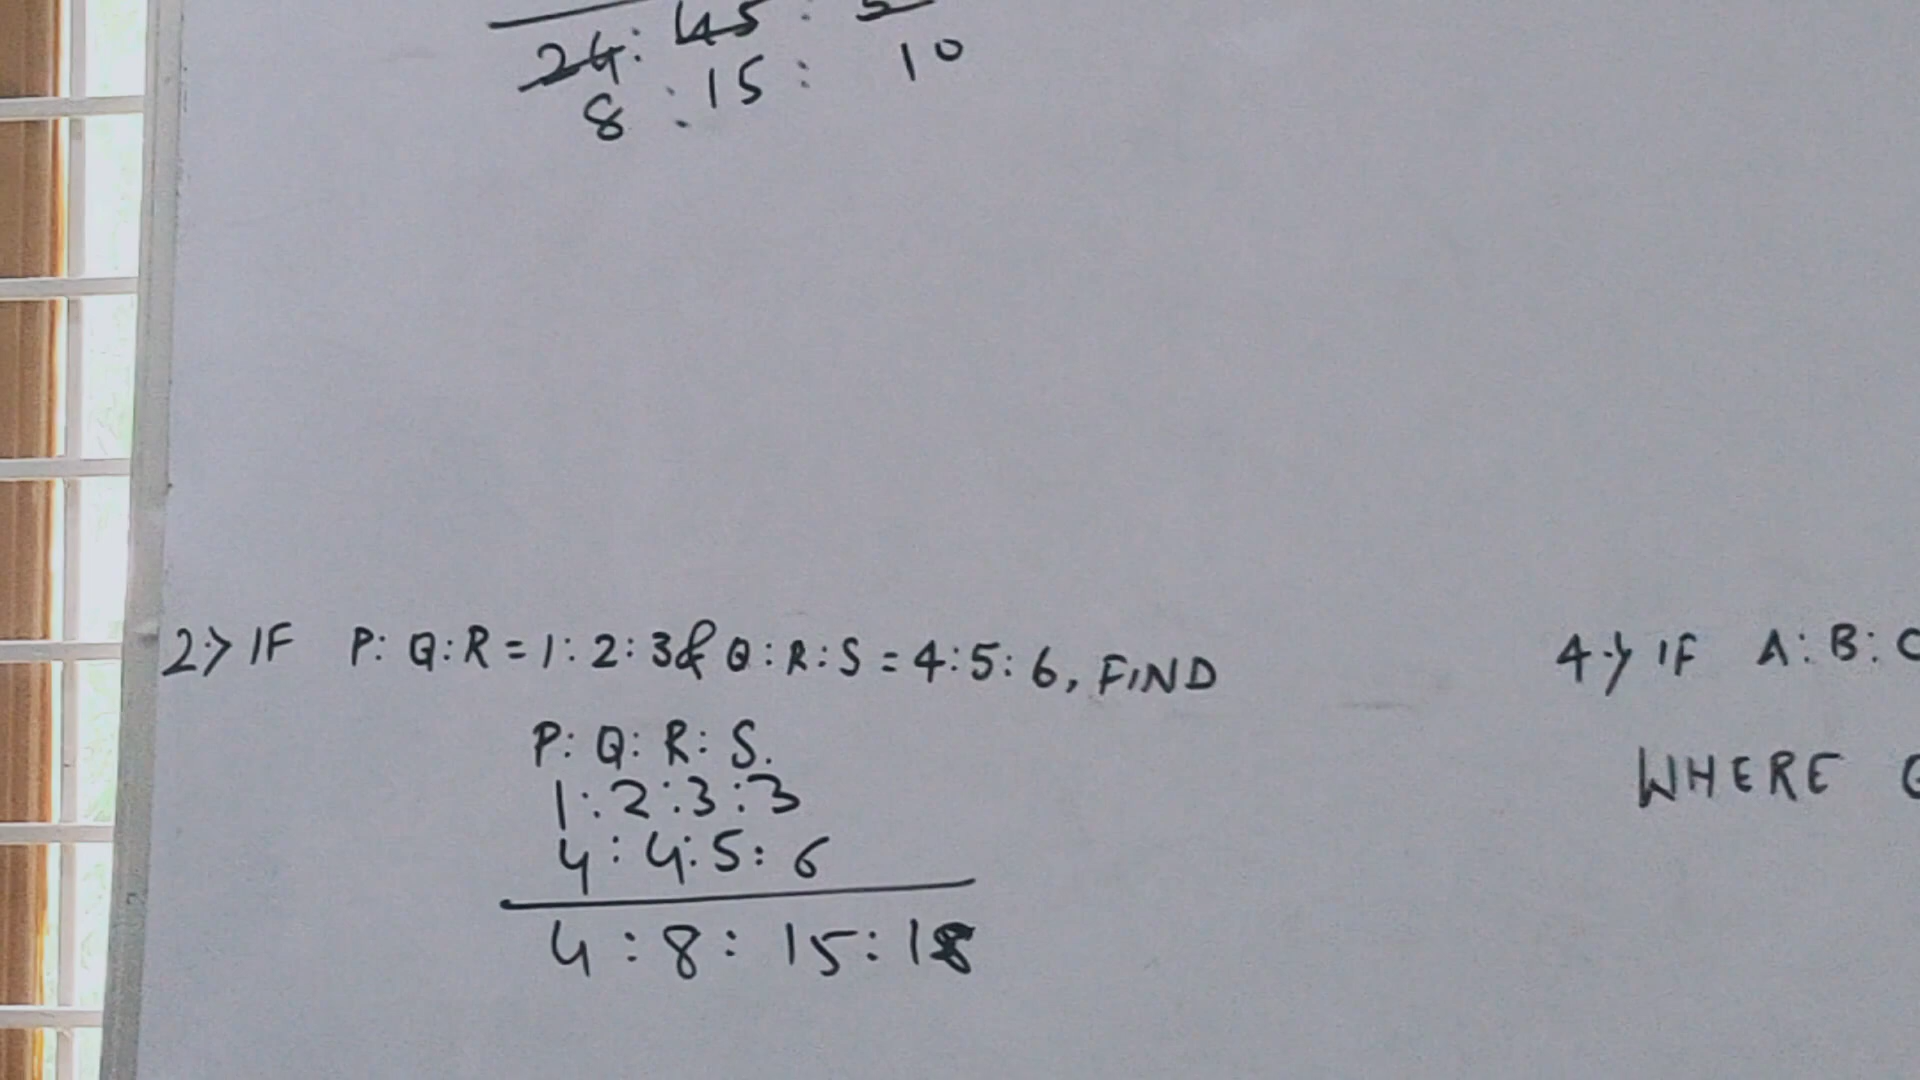 24: 45 :
8 : 15 : 10
2.> IF P: Q:R = 1: 2: 3 & Q:R:S = 4:5:6, FIND
P: Q: R: S.
1:2:3:3
4:4:5:6
4:8:15:18
4.> IF A:B:C
WHERE